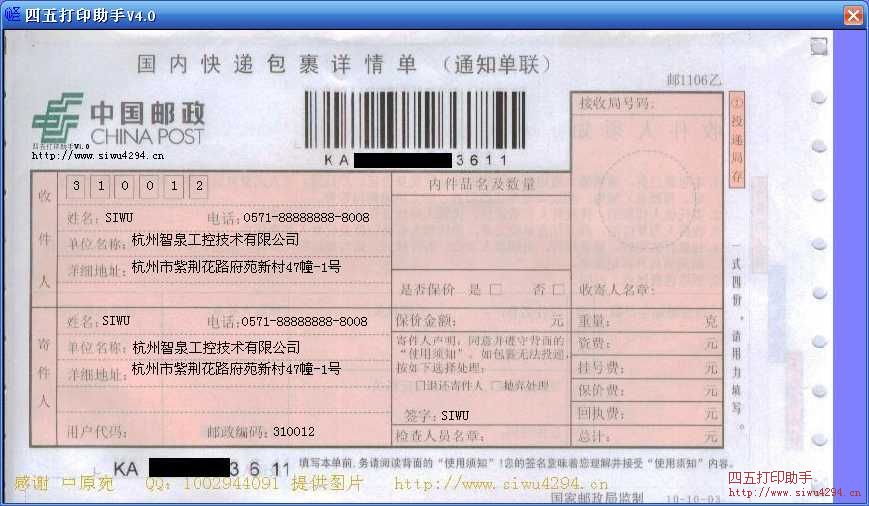 四五打印助手V4.0
国内快递包裹详情单（通知单联）
邮1106乙
中国邮政
CHINA POST
四五打印助手V4.0
http://www.siwu4294.cn
KA 3611
接收局号码：
①投递局存
收件人
310012
内件品名及数量
姓名：SIWU 电话：0571-88888888-8008
单位名称：杭州智泉工控技术有限公司
详细地址：杭州市紫荆花路府苑新村47幢-1号
是否保价 是 □ 否 □
收寄人名章：
一式四份，请用力填写。
寄件人
姓名：SIWU 电话：0571-88888888-8008
保价金额： 元
重量： 克
单位名称：杭州智泉工控技术有限公司
寄件人声明：同意并遵守背面的
“使用须知”。如包裹无法投递，
按如下选择处理：
资费： 元
详细地址：杭州市紫荆花路府苑新村47幢-1号
□退还寄件人 □抛弃处理
挂号费： 元
保价费： 元
签字：SIWU
回执费： 元
用户代码： 邮政编码：310012
检查人员名章：
总计： 元
KA 3 6 11
填写本单前，务请阅读背面的“使用须知”！您的签名意味着您理解并接受“使用须知”内容。
感谢 中原宛 QQ：1002944091 提供图片 http://www.siwu4294.cn
国家邮政局监制 10-10-03
四五打印助手
http://www.siwu4294.cn